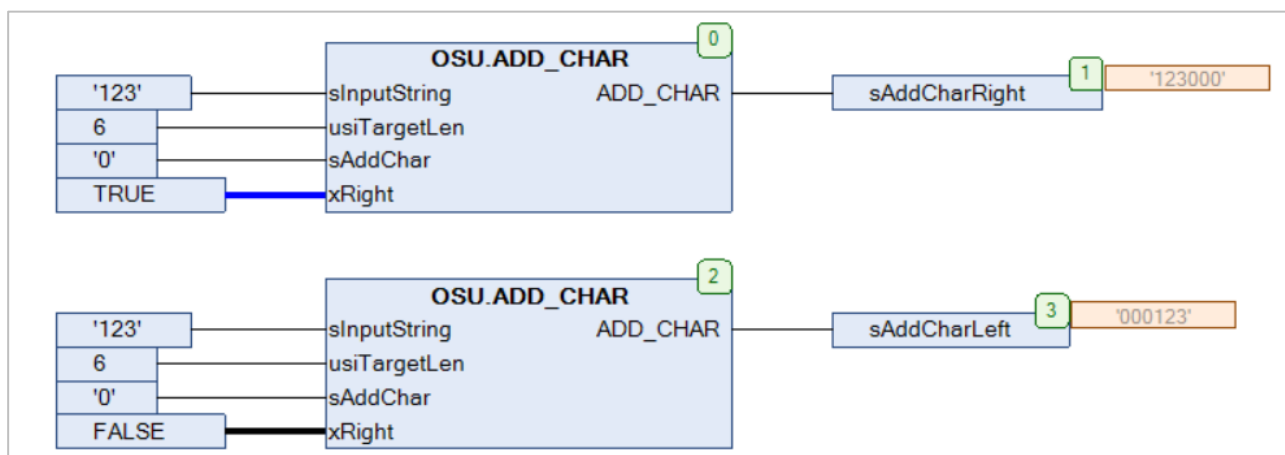 0
OSU.ADD_CHAR
'123' sInputString ADD_CHAR sAddCharRight 1 '123000'
6 usiTargetLen
'0' sAddChar
TRUE xRight
2
OSU.ADD_CHAR
'123' sInputString ADD_CHAR sAddCharLeft 3 '000123'
6 usiTargetLen
'0' sAddChar
FALSE xRight